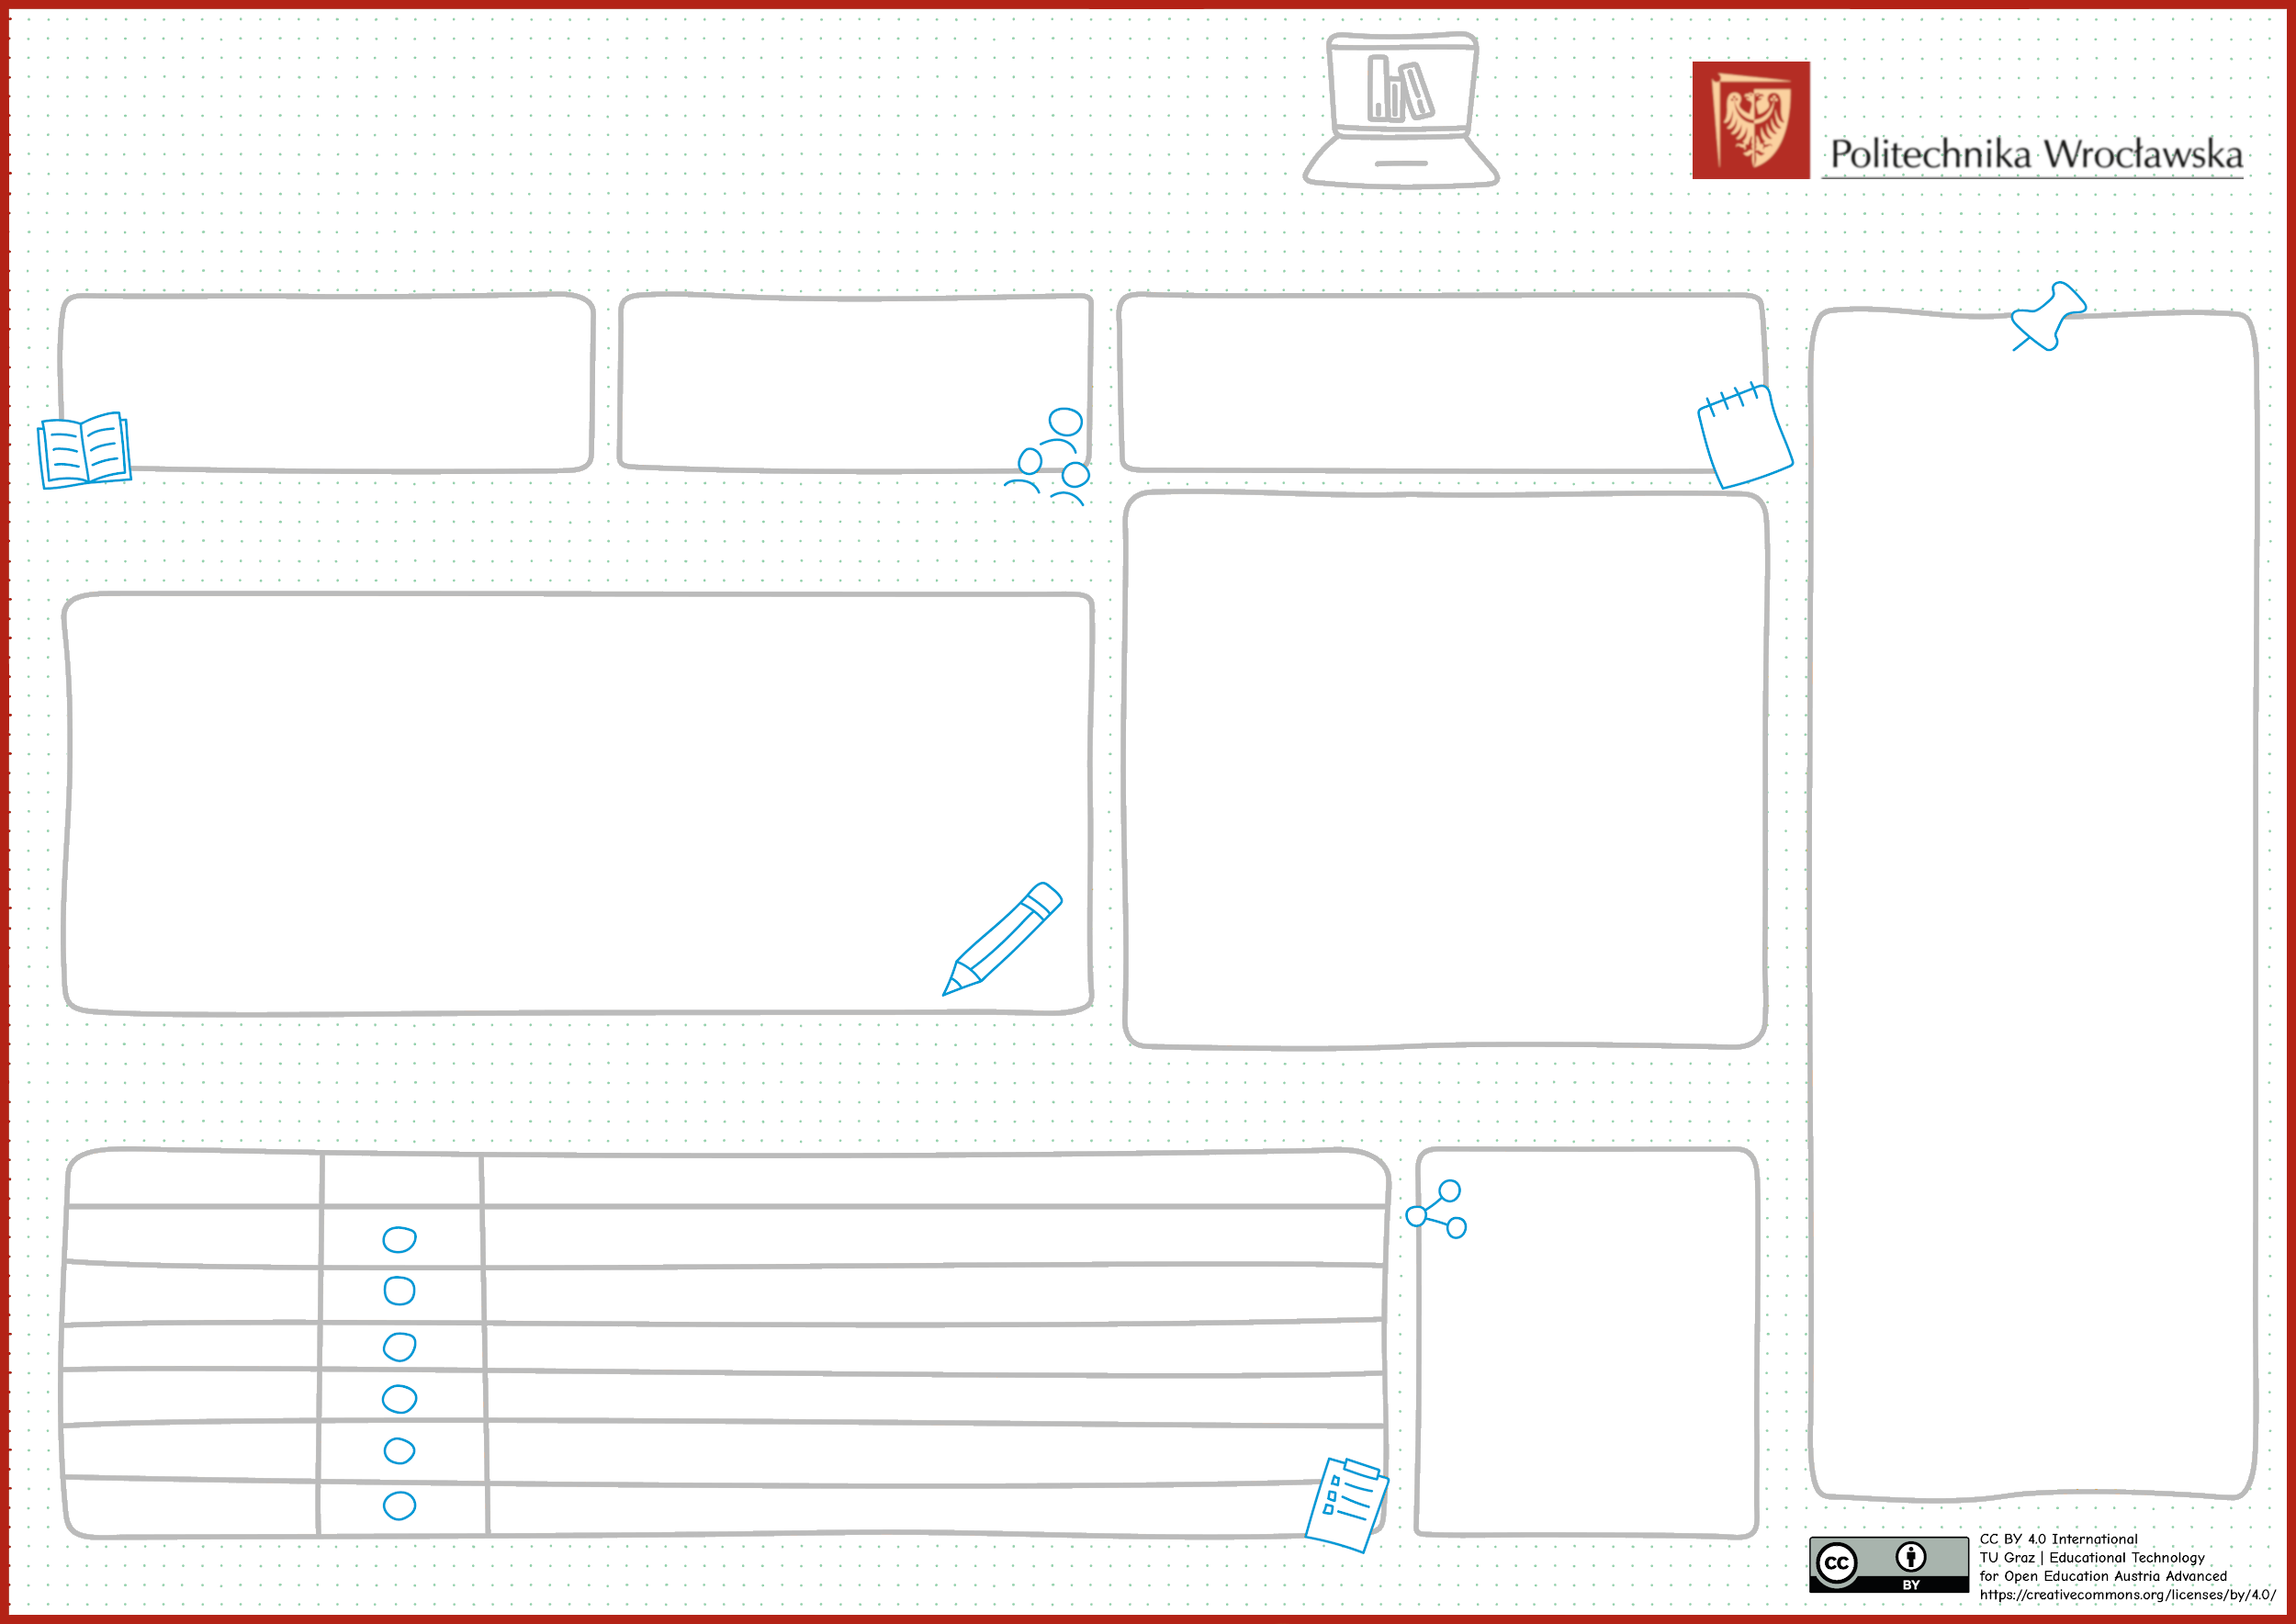 Politechnika Wrocławska
CC BY 4.0 International
TU Graz | Educational Technology
for Open Education Austria Advanced
https://creativecommons.org/licenses/by/4.0/
cc
BY